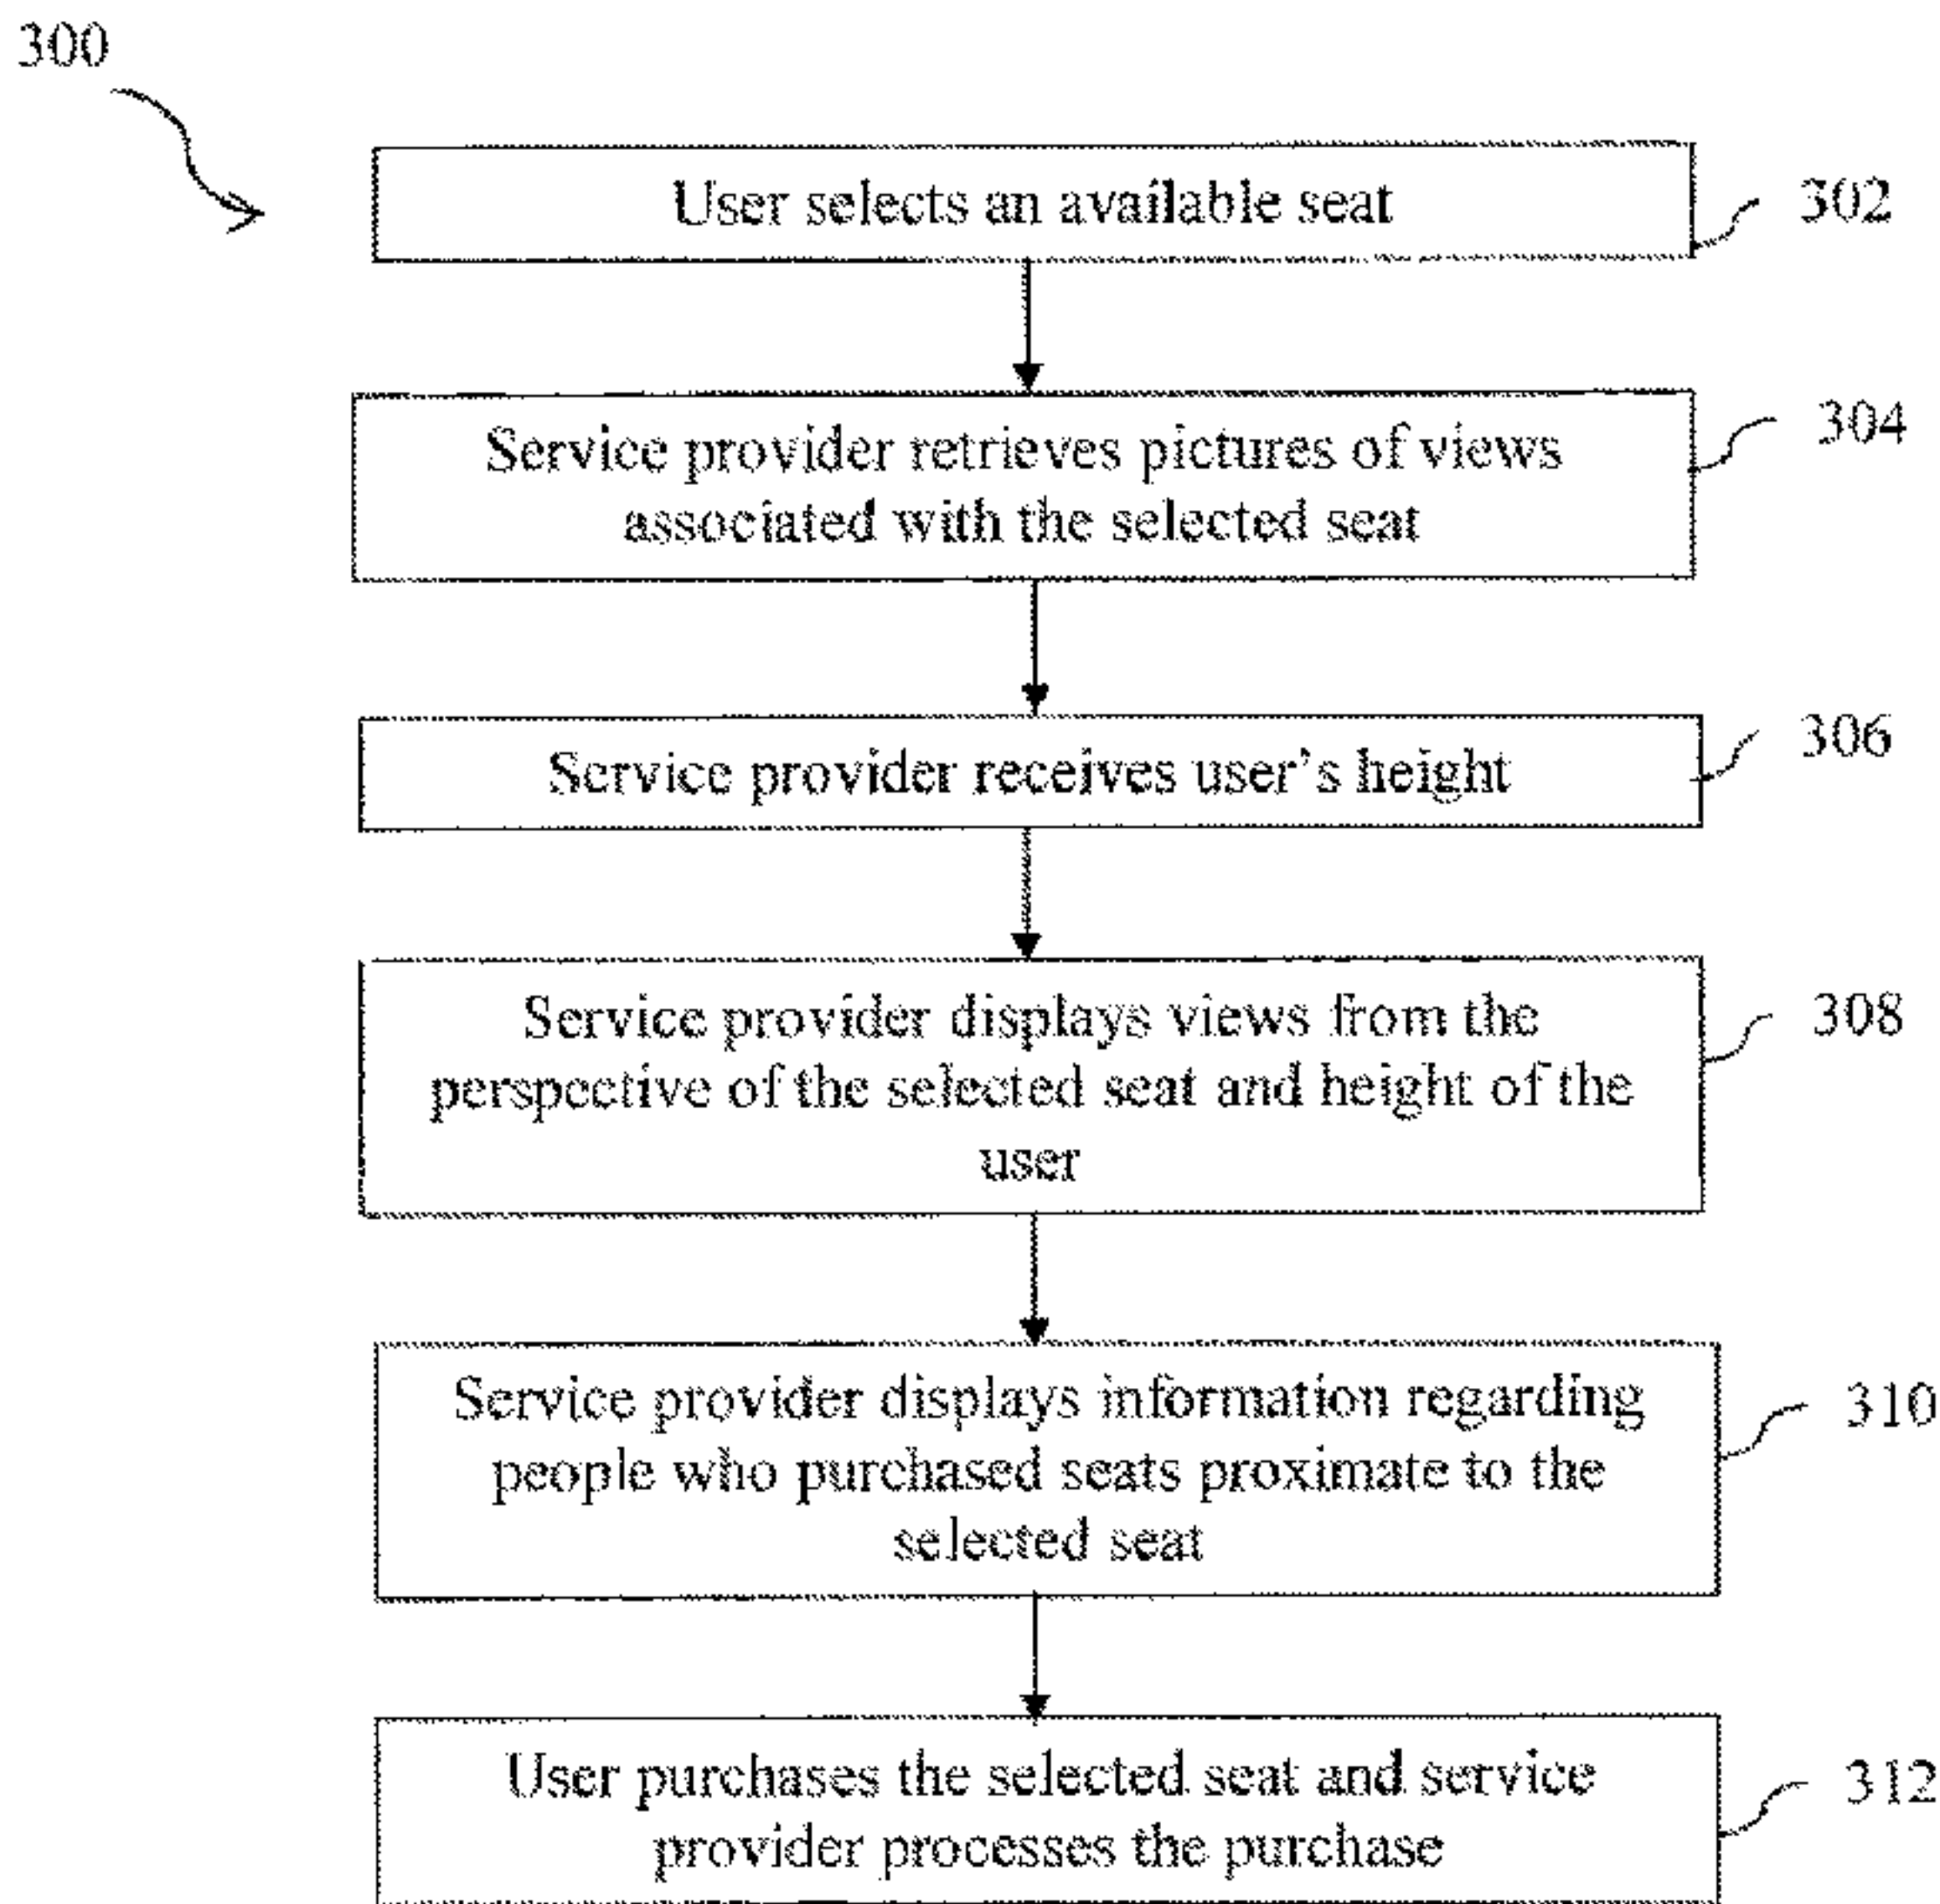 300
User selects an available seat
302
Service provider retrieves pictures of views
associated with the selected seat
304
Service provider receives user's height
306
Service provider displays views from the
perspective of the selected seat and height of the
user
308
Service provider displays information regarding
people who purchased seats proximate to the
selected seat
310
User purchases the selected seat and service
provider processes the purchase
312